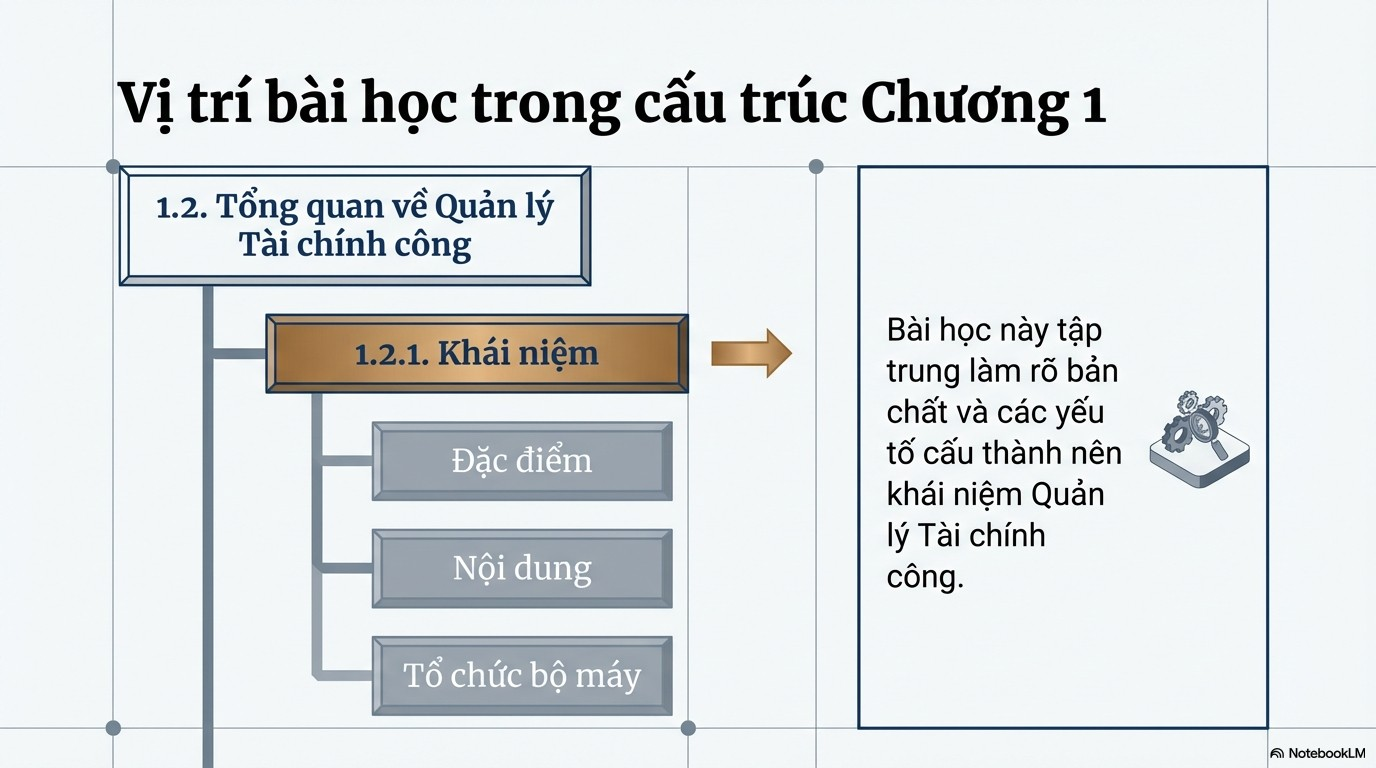 Vị trí bài học trong cấu trúc Chương 1
1.2. Tổng quan về Quản lý
Tài chính công
1.2.1. Khái niệm
Đặc điểm
Nội dung
Tổ chức bộ máy
Bài học này tập
trung làm rõ bản
chất và các yếu
tố cấu thành nên
khái niệm Quản
lý Tài chính
công.
NotebookLM